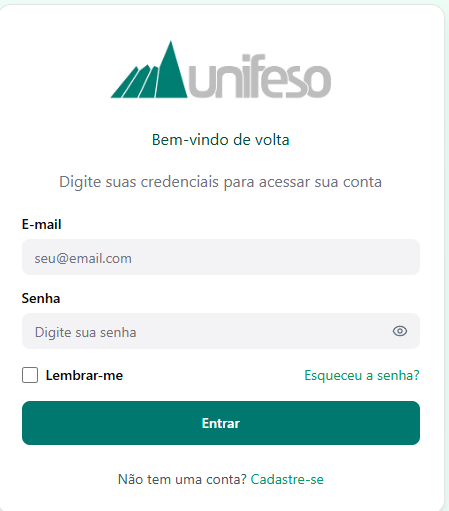 unifeso
Bem-vindo de volta
Digite suas credenciais para acessar sua conta
E-mail
seu@email.com
Senha
Digite sua senha
Lembrar-me Esqueceu a senha?
Entrar
Não tem uma conta? Cadastre-se